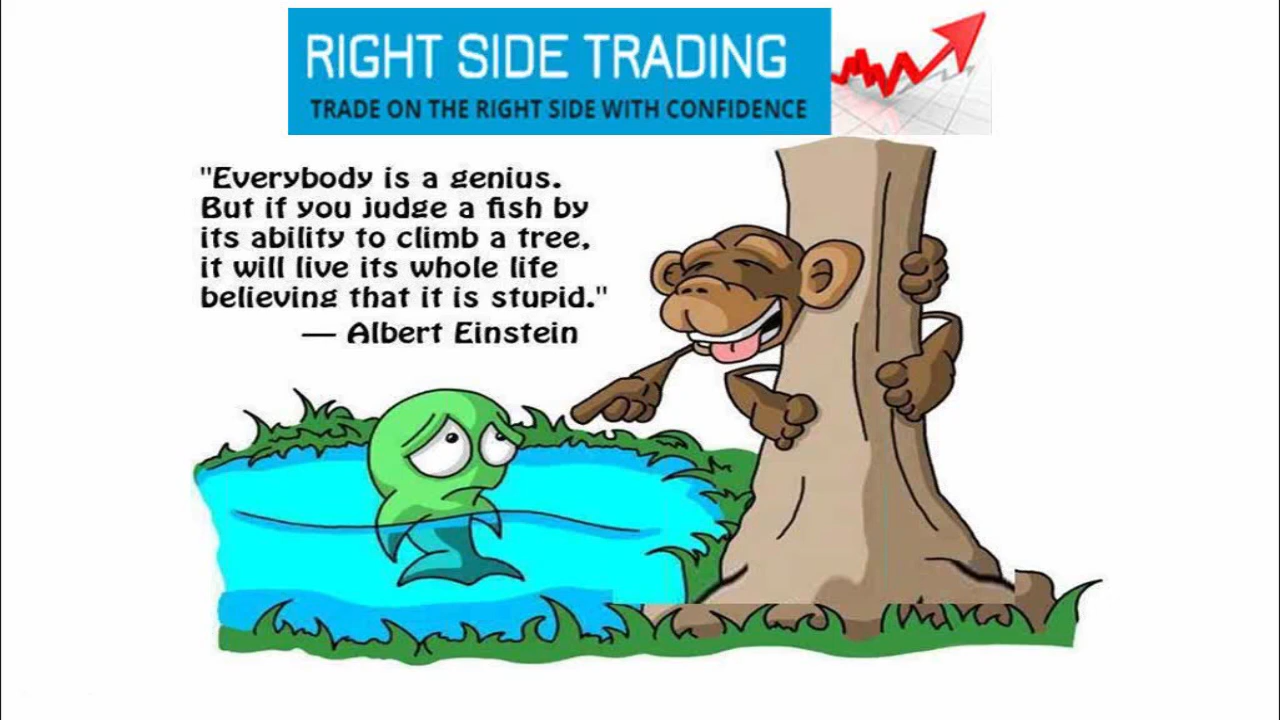 RIGHT SIDE TRADING
TRADE ON THE RIGHT SIDE WITH CONFIDENCE
"Everybody is a genius.
But if you judge a fish by
its ability to climb a tree,
it will live its whole life
believing that it is stupid."
— Albert Einstein